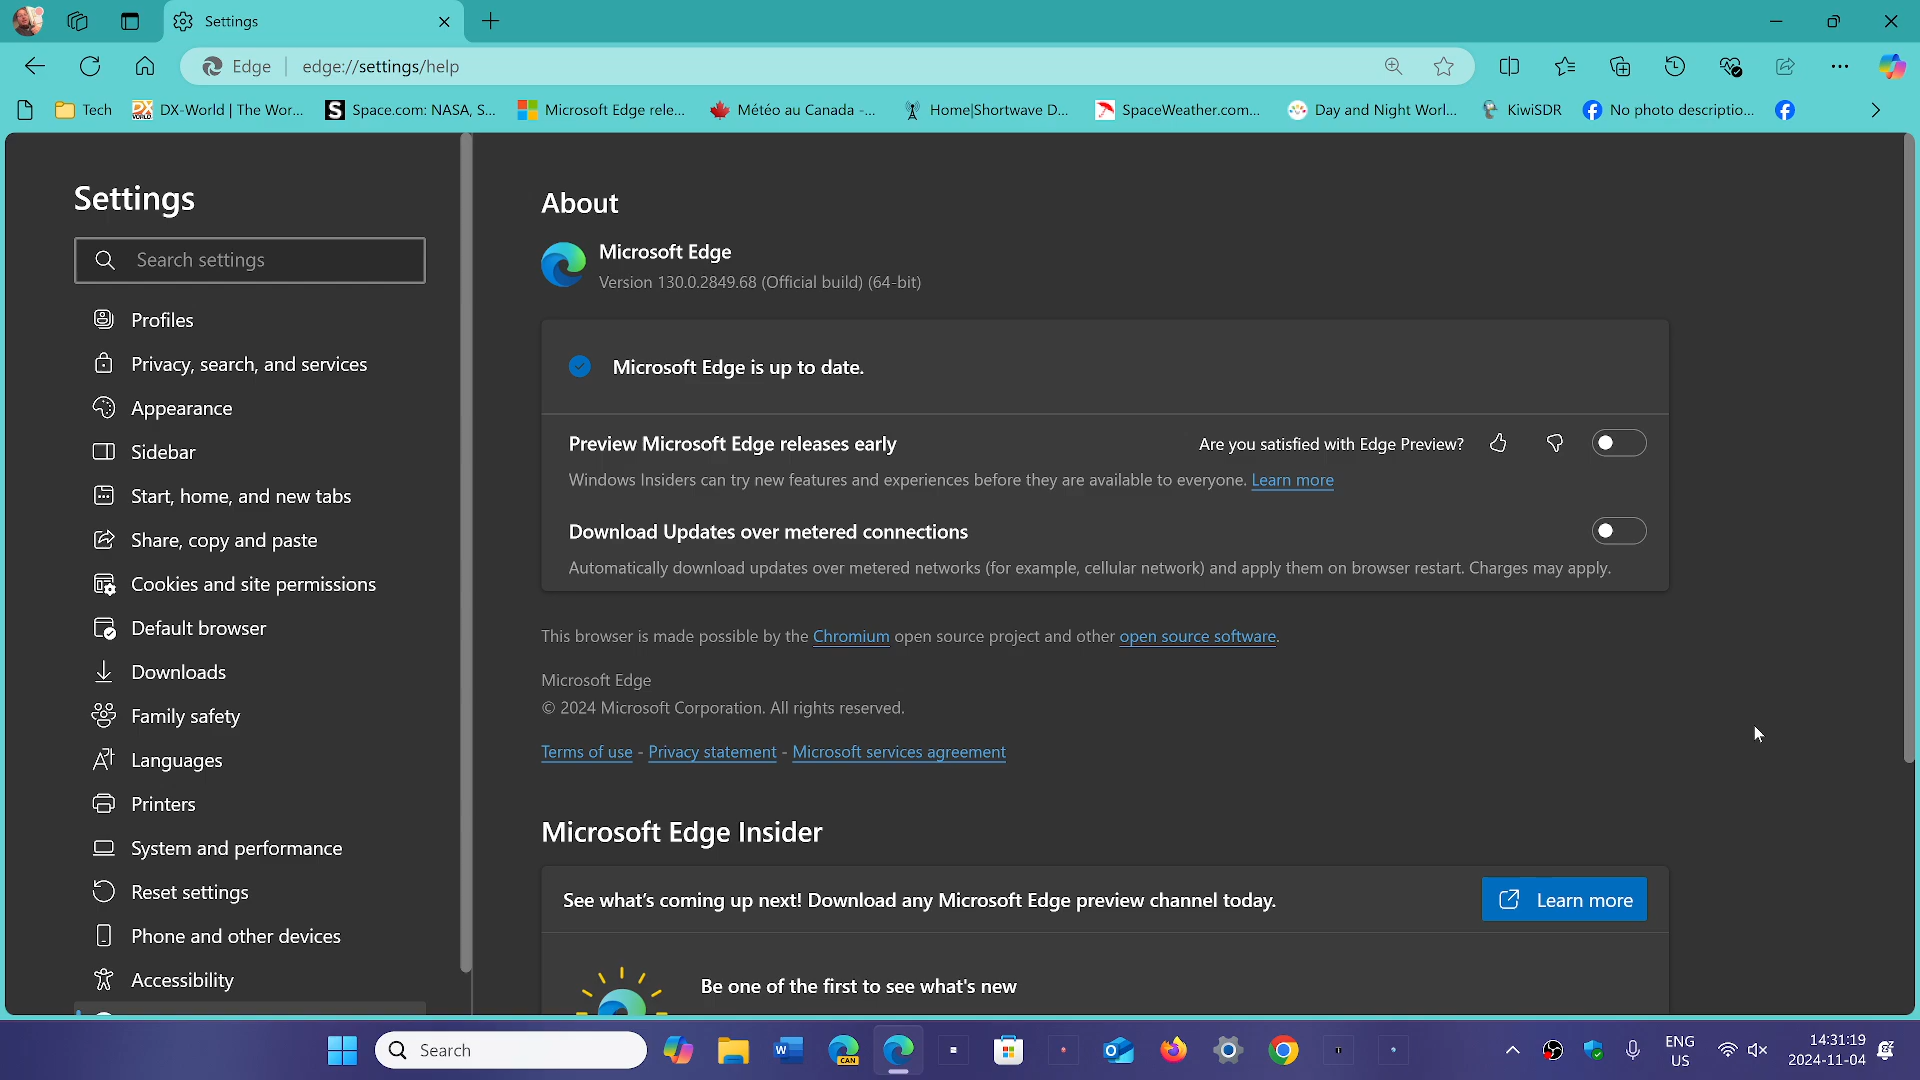 Settings
Edge
edge://settings/help
Tech
DX-World | The Wor...
Space.com: NASA, S...
Microsoft Edge rele...
Météo au Canada -...
Home|Shortwave D...
SpaceWeather.com...
Day and Night Worl...
KiwiSDR
No photo descriptio...
Settings
Search settings
Profiles
Privacy, search, and services
Appearance
Sidebar
Start, home, and new tabs
Share, copy and paste
Cookies and site permissions
Default browser
Downloads
Family safety
Languages
Printers
System and performance
Reset settings
Phone and other devices
Accessibility
About
Microsoft Edge
Version 130.0.2849.68 (Official build) (64-bit)
Microsoft Edge is up to date.
Preview Microsoft Edge releases early
Are you satisfied with Edge Preview?
Windows Insiders can try new features and experiences before they are available to everyone. Learn more
Download Updates over metered connections
Automatically download updates over metered networks (for example, cellular network) and apply them on browser restart. Charges may apply.
This browser is made possible by the Chromium open source project and other open source software.
Microsoft Edge
© 2024 Microsoft Corporation. All rights reserved.
Terms of use - Privacy statement - Microsoft services agreement
Microsoft Edge Insider
See what's coming up next! Download any Microsoft Edge preview channel today.
Learn more
Be one of the first to see what's new
Search
CAN
ENG
US
14:31:19
2024-11-04